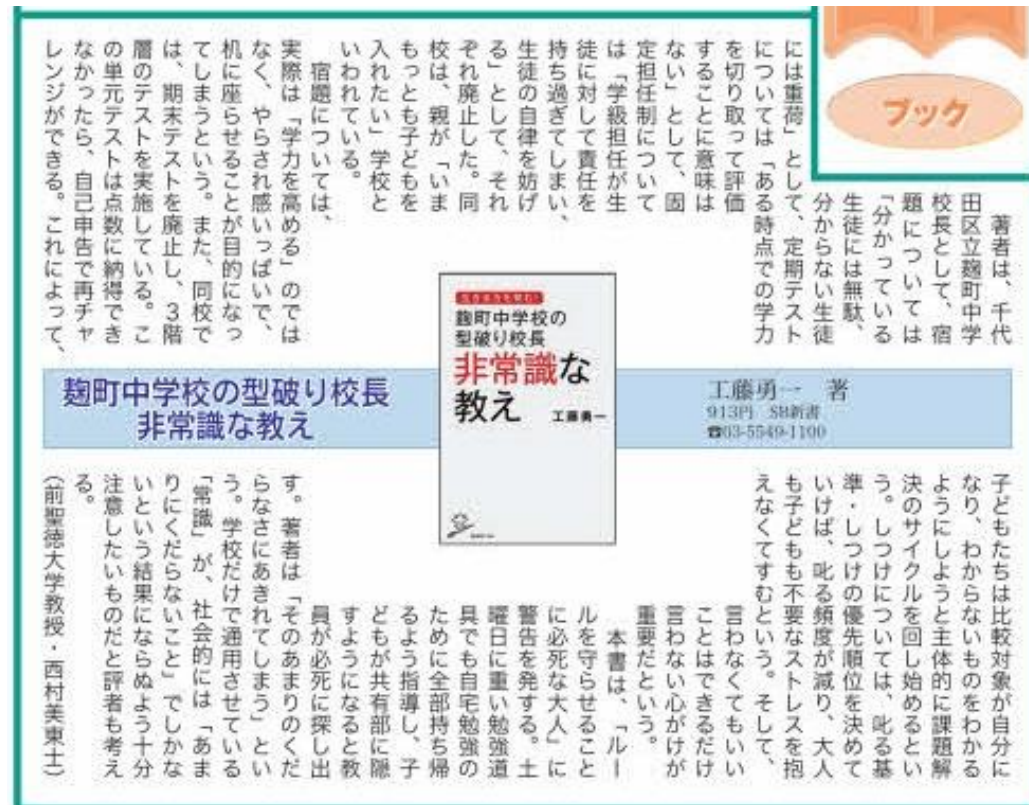 ブック
著者は、千代
田区立麹町中学
校長として、宿
題については
「分かっている
生徒には無駄、
分からない生徒
には重荷」として、定期テスト
については「ある時点での学力
を切り取って評価
することに意味は
ない」として、固
定担任制について
は「学級担任が生
徒に対して責任を
持ち過ぎてしまい、
生徒の自律を妨げ
る」として、それ
ぞれ廃止した。同
校は、親が「いま
もっとも子どもを
入れたい」学校と
いわれている。
宿題については、
実際は「学力を高める」のでは
なく、やらされ感いっぱいで、
机に座らせることが目的になっ
てしまうという。また、同校で
は、期末テストを廃止し、3階
層のテストを実施している。こ
の単元テストは点数に納得でき
なかったら、自己申告で再チャ
レンジができる。これによって、
麹町中学校の型破り校長
非常識な教え
麹町中学校の
型破り校長
非常識な
教え
工藤勇一
工藤勇一 著
913円 SB新書
☎03-5549-1100
子どもたちは比較対象が自分に
なり、わからないものをわかる
ようにしようと主体的に課題解
決のサイクルを回し始めるとい
う。しつけについては、叱る基
準・しつけの優先順位を決めて
いけば、叱る頻度が減り、大人
も子どもも不要なストレスを抱
えなくてすむという。そして、
言わなくてもいい
ことはできるだけ
言わない心がけが
重要だという。
本書は、「ルー
ルを守らせること
に必死な大人」に
警告を発する。土
曜日に重い勉強道
具でも自宅勉強の
ために全部持ち帰
るよう指導し、子
どもが共有部に隠
すようになると教
員が必死に探し出
す。著者は「そのあまりのくだ
らなさにあきれてしまう」とい
う。学校だけで通用させている
「常識」が、社会的には「あま
りにくだらないこと」でしかな
いという結果にならぬよう十分
注意したいものだと評者も考え
る。
(前聖徳大学教授・西村美東士)